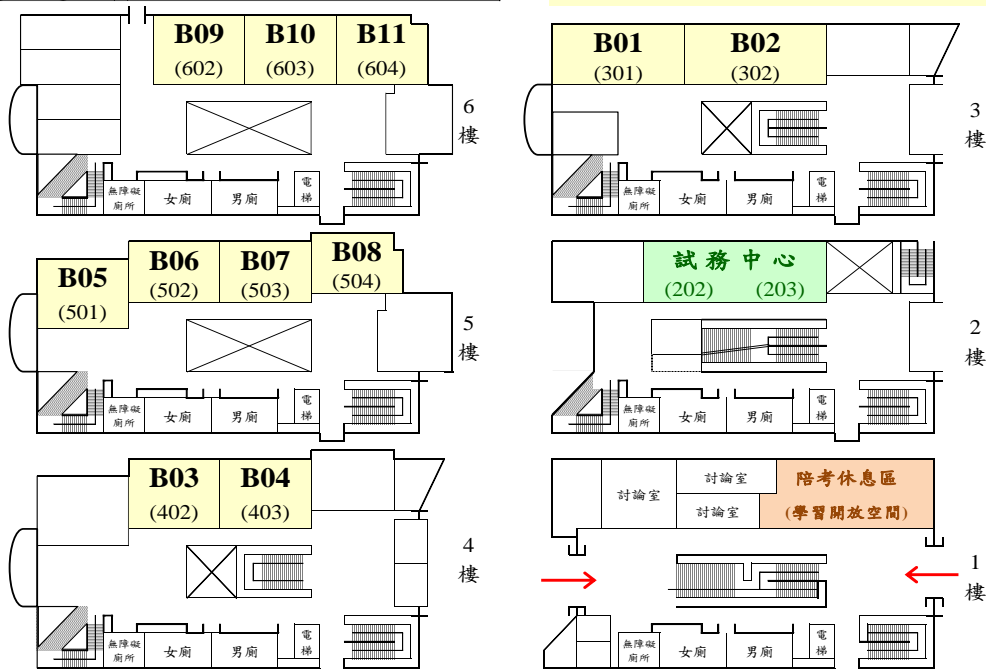 B09 B10 B11
(602) (603) (604)
6
樓
無障礙
廁所
女廁
男廁
電
梯
B01 B02
(301) (302)
3
樓
無障礙
廁所
女廁
男廁
電
梯
B05 B06 B07 B08
(501) (502) (503) (504)
5
樓
無障礙
廁所
女廁
男廁
電
梯
試務中心
(202) (203)
2
樓
無障礙
廁所
女廁
男廁
電
梯
B03 B04
(402) (403)
4
樓
無障礙
廁所
女廁
男廁
電
梯
討論室
討論室
討論室
陪考休息區
(學習開放空間)
1
樓
無障礙
廁所
女廁
男廁
電
梯